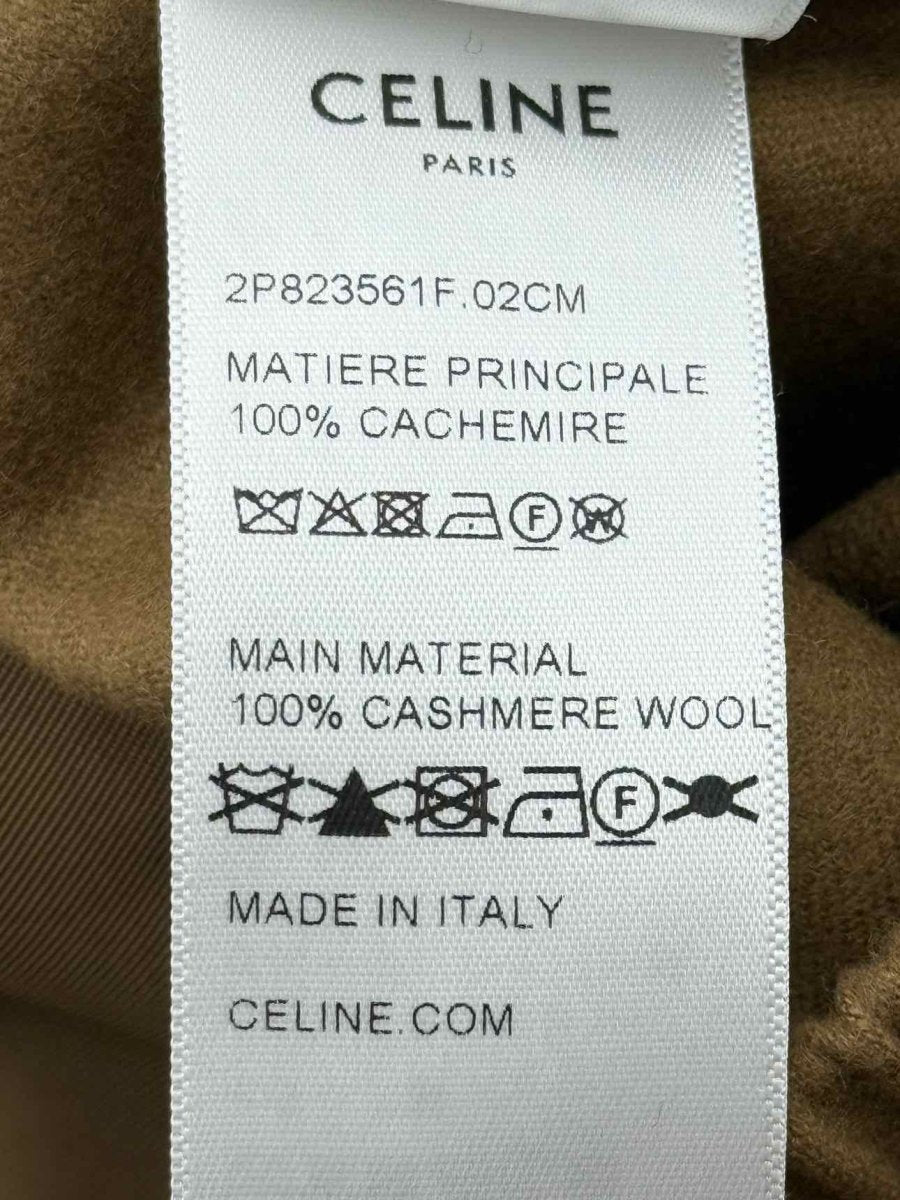 CELINE
PARIS
2P823561F.02CM
MATIERE PRINCIPALE
100% CACHEMIRE
F W
MAIN MATERIAL
100% CASHMERE WOOL
F
MADE IN ITALY
CELINE.COM